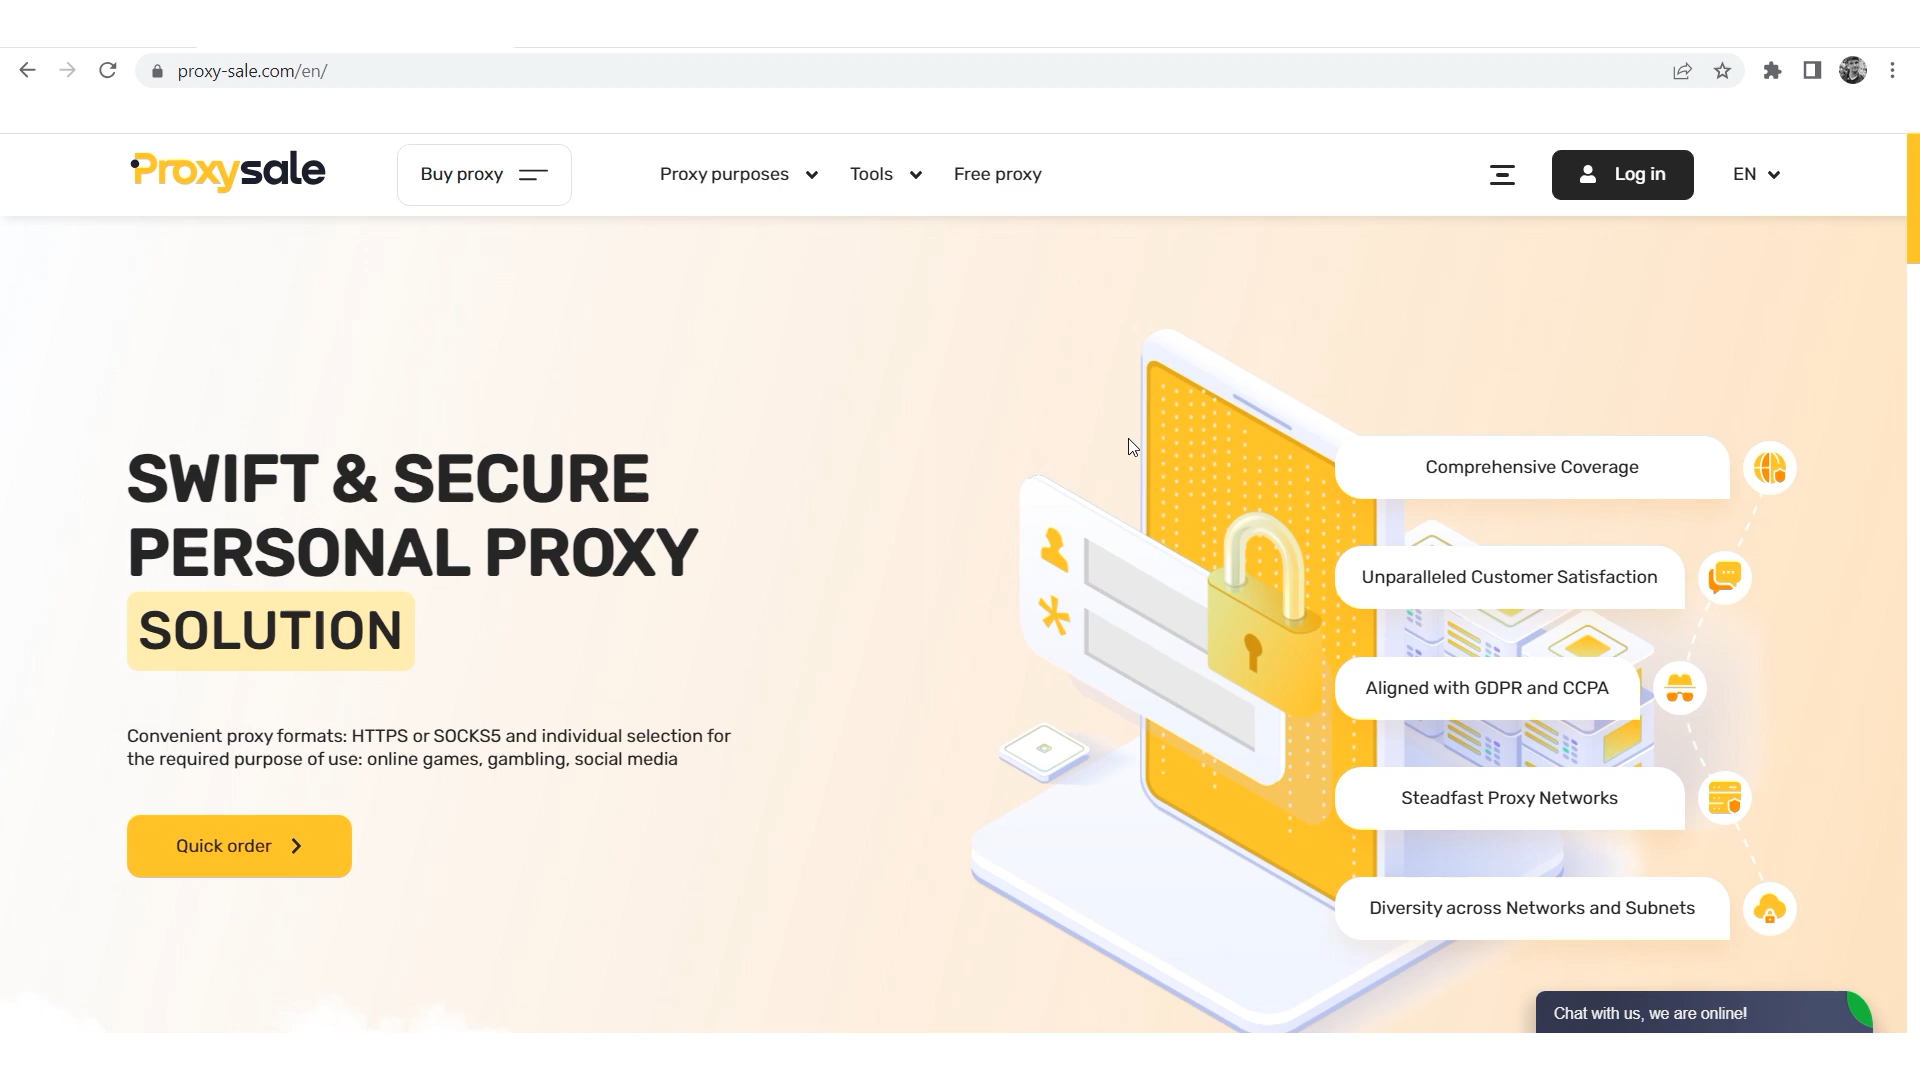 proxy-sale.com/en/
Proxysale
Buy proxy
Proxy purposes
Tools
Free proxy
Log in
EN
SWIFT & SECURE
PERSONAL PROXY
SOLUTION
Convenient proxy formats: HTTPS or SOCKS5 and individual selection for
the required purpose of use: online games, gambling, social media
Quick order
Comprehensive Coverage
Unparalleled Customer Satisfaction
Aligned with GDPR and CCPA
Steadfast Proxy Networks
Diversity across Networks and Subnets
Chat with us, we are online!